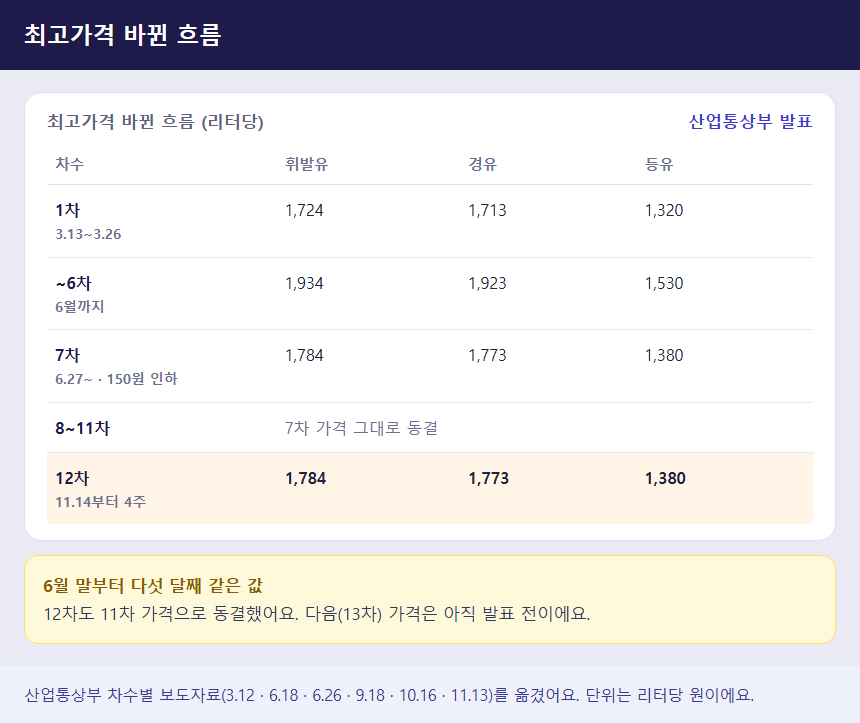 최고가격 바뀐 흐름
최고가격 바뀐 흐름 (리터당) 산업통상부 발표
차수 휘발유 경유 등유
1차 1,724 1,713 1,320
3.13~3.26
~6차 1,934 1,923 1,530
6월까지
7차 1,784 1,773 1,380
6.27~ · 150원 인하
8~11차 7차 가격 그대로 동결
12차 1,784 1,773 1,380
11.14부터 4주
6월 말부터 다섯 달째 같은 값
12차도 11차 가격으로 동결했어요. 다음(13차) 가격은 아직 발표 전이에요.
산업통상부 차수별 보도자료(3.12 · 6.18 · 6.26 · 9.18 · 10.16 · 11.13)를 옮겼어요. 단위는 리터당 원이에요.